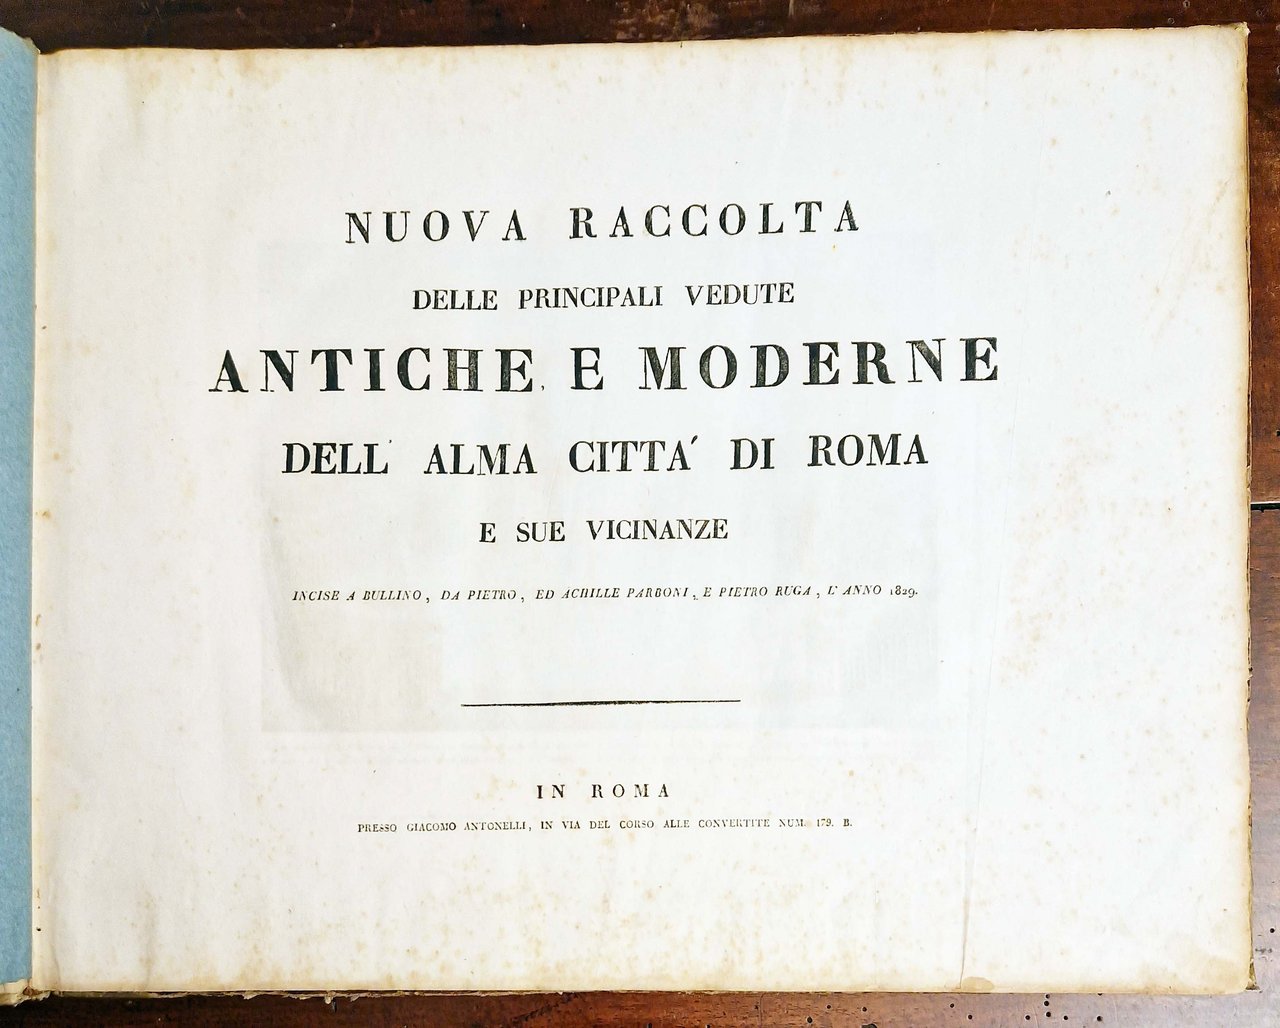 NUOVA RACCOLTA
DELLE PRINCIPALI VEDUTE
ANTICHE E MODERNE
DELL' ALMA CITTA' DI ROMA
E SUE VICINANZE
INCISE A BULLINO, DA PIETRO, ED ACHILLE PARBONI, E PIETRO RUGA, L' ANNO 1829.
IN ROMA
PRESSO GIACOMO ANTONELLI, IN VIA DEL CORSO ALLE CONVERTITE NUM. 179. B.